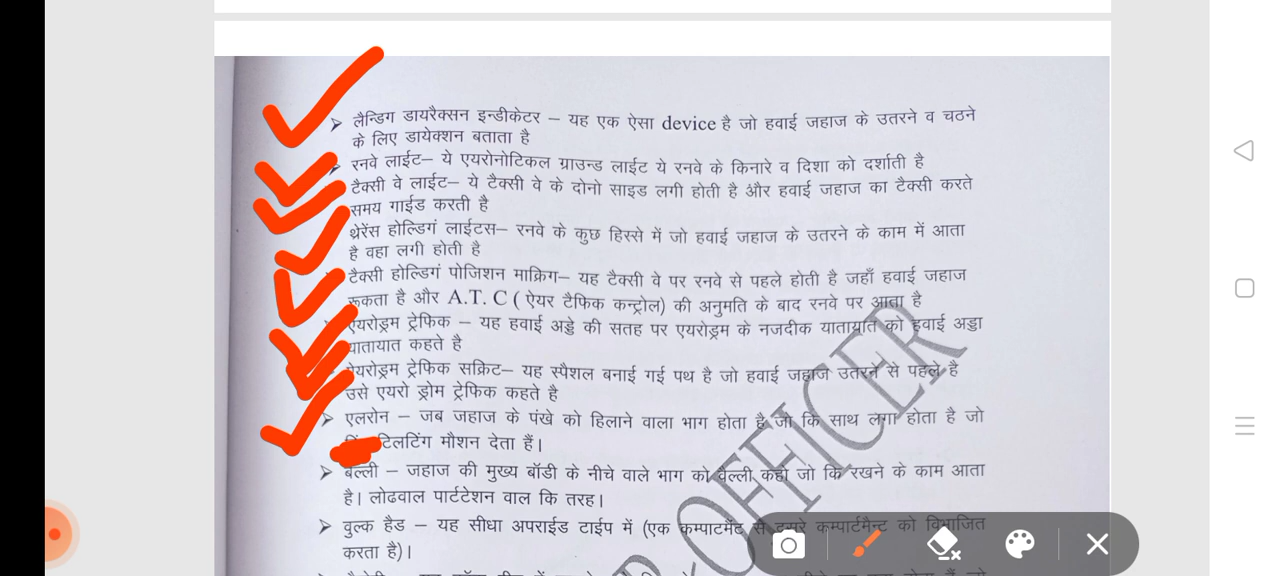 लैन्डिग डायरैक्सन इन्डीकेटर – यह एक ऐसा device है जो हवाई जहाज के उतरने व चठने
के लिए डायेक्शन बताता है
रनवे लाईट– ये एयरोनोटिकल ग्राउन्ड लाईट ये रनवे के किनारे व दिशा को दर्शाती है
टैक्सी वे लाईट– ये टैक्सी वे के दोनो साइड लगी होती है और हवाई जहाज का टैक्सी करते
समय गाईड करती है
थ्रेरेंस होल्डिगं लाईटस– रनवे के कुछ हिस्से में जो हवाई जहाज के उतरने के काम में आता
है वहा लगी होती है
टैक्सी होल्डिगं पोजिशन माक्रिग– यह टैक्सी वे पर रनवे से पहले होती है जहाँ हवाई जहाज
रूकता है और A.T. C ( ऐयर टैफिक कन्ट्रोल) की अनुमति के बाद रनवे पर आता है
एयरोड्रम ट्रेफिक – यह हवाई अड्डे की सतह पर एयरोड्रम के नजदीक यातायात को हवाई अड्डा
यातायात कहते है
ऐयरोड्रम ट्रेफिक सक्रिट– यह स्पैशल बनाई गई पथ है जो हवाई जहाज उतरने से पहले है
उसे एयरो ड्रोम ट्रेफिक कहते है
एलरोन – जब जहाज के पंखे को हिलाने वाला भाग होता है जो कि साथ लगा होता है जो
टिलटिंग मौशन देता हैं।
बैल्ली – जहाज की मुख्य बॉडी के नीचे वाले भाग को वैल्ली कहो जो कि रखने के काम आता
है। लोढवाल पार्टटेशन वाल कि तरह।
वुल्क हैड – यह सीधा अपराईड टाईप में (एक कम्पाटमैंट से दुसरे कम्पार्टमैन्ट को विभाजित
करता है)।
OFFICER